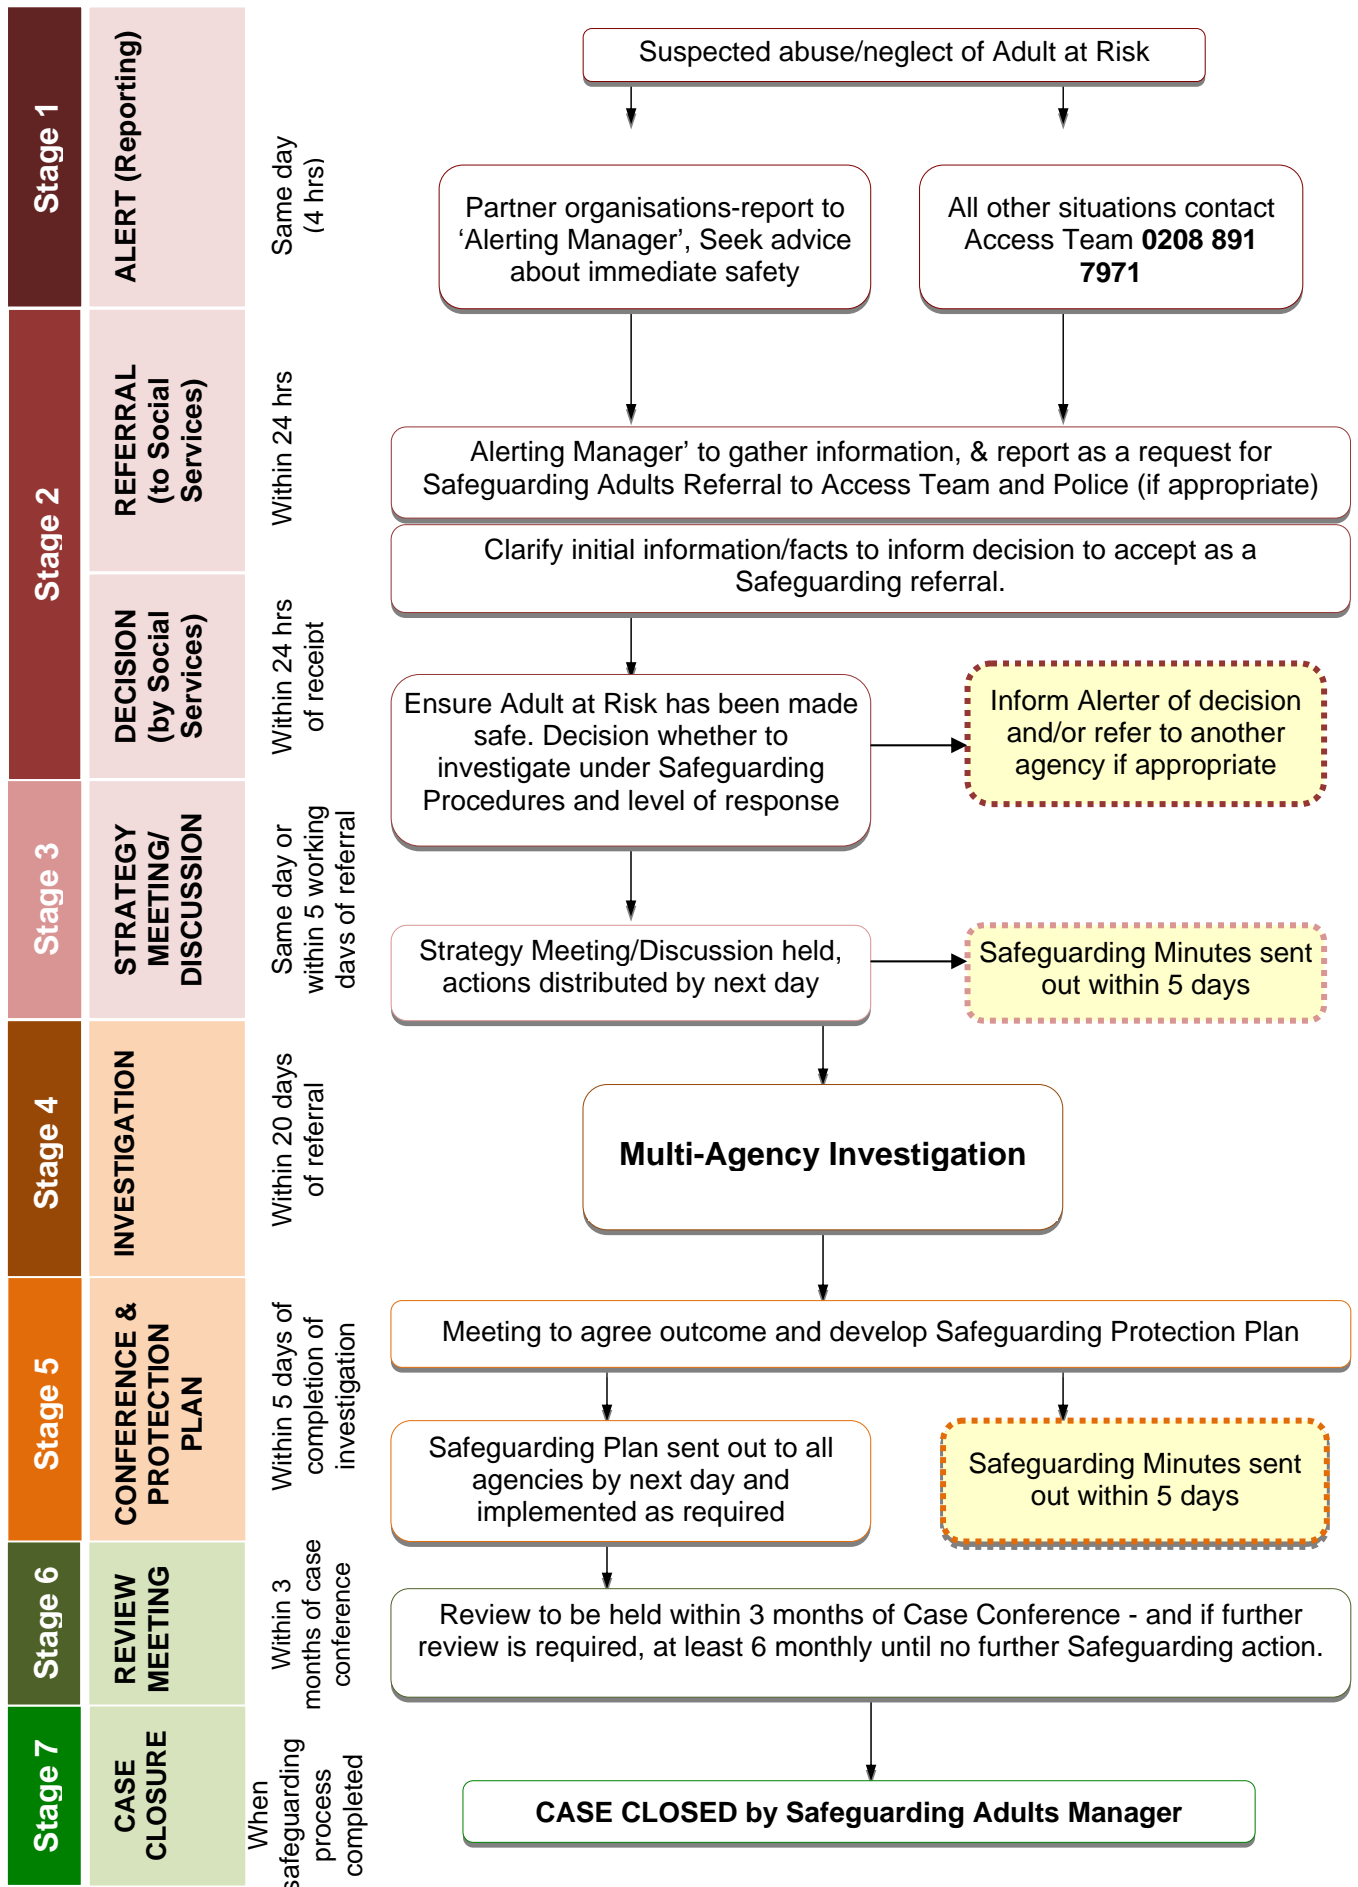 Suspected abuse/neglect of Adult at Risk
Stage 1
ALERT (Reporting)
Same day
(4 hrs)
Partner organisations-report to
‘Alerting Manager’, Seek advice
about immediate safety
All other situations contact
Access Team 0208 891
7971
Stage 2
REFERRAL
(to Social
Services)
Within 24 hrs
Alerting Manager’ to gather information, & report as a request for
Safeguarding Adults Referral to Access Team and Police (if appropriate)
Clarify initial information/facts to inform decision to accept as a
Safeguarding referral.
DECISION
(by Social
Services)
Within 24 hrs
of receipt
Ensure Adult at Risk has been made
safe. Decision whether to
investigate under Safeguarding
Procedures and level of response
Inform Alerter of decision
and/or refer to another
agency if appropriate
Stage 3
STRATEGY
MEETING/
DISCUSSION
Same day or
within 5 working
days of referral
Strategy Meeting/Discussion held,
actions distributed by next day
Safeguarding Minutes sent
out within 5 days
Stage 4
INVESTIGATION
Within 20 days
of referral
Multi-Agency Investigation
Stage 5
CONFERENCE &
PROTECTION
PLAN
Within 5 days of
completion of
investigation
Meeting to agree outcome and develop Safeguarding Protection Plan
Safeguarding Plan sent out to all
agencies by next day and
implemented as required
Safeguarding Minutes sent
out within 5 days
Stage 6
REVIEW
MEETING
Within 3
months of case
conference
Review to be held within 3 months of Case Conference - and if further
review is required, at least 6 monthly until no further Safeguarding action.
Stage 7
CASE
CLOSURE
When
safeguarding
process
completed
CASE CLOSED by Safeguarding Adults Manager